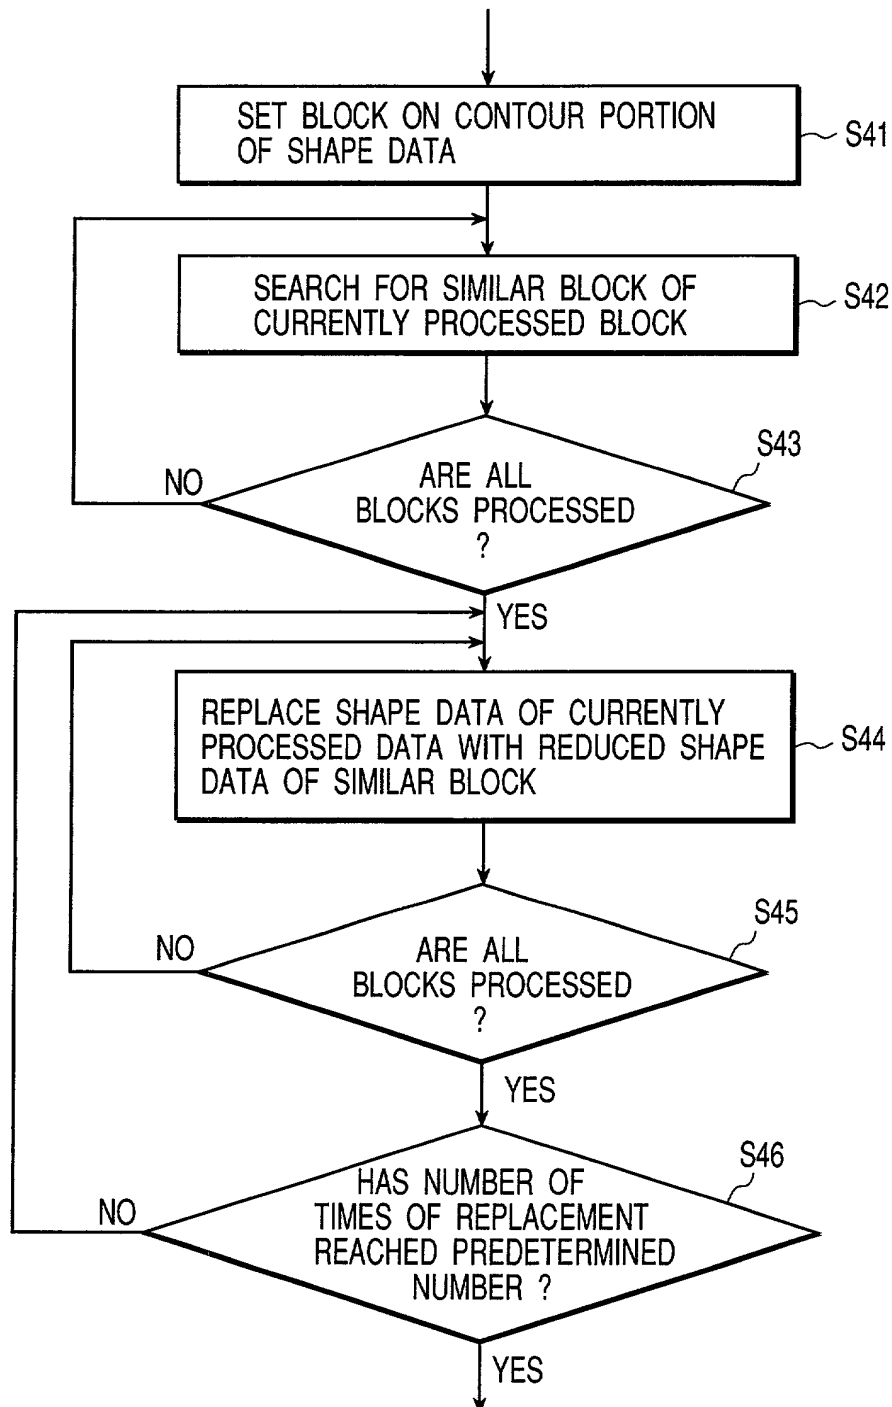 SET BLOCK ON CONTOUR PORTION
OF SHAPE DATA
S41
SEARCH FOR SIMILAR BLOCK OF
CURRENTLY PROCESSED BLOCK
S42
S43
ARE ALL
BLOCKS PROCESSED
?
NO
YES
REPLACE SHAPE DATA OF CURRENTLY
PROCESSED DATA WITH REDUCED SHAPE
DATA OF SIMILAR BLOCK
S44
S45
ARE ALL
BLOCKS PROCESSED
?
NO
YES
S46
HAS NUMBER OF
TIMES OF REPLACEMENT
REACHED PREDETERMINED
NUMBER ?
NO
YES